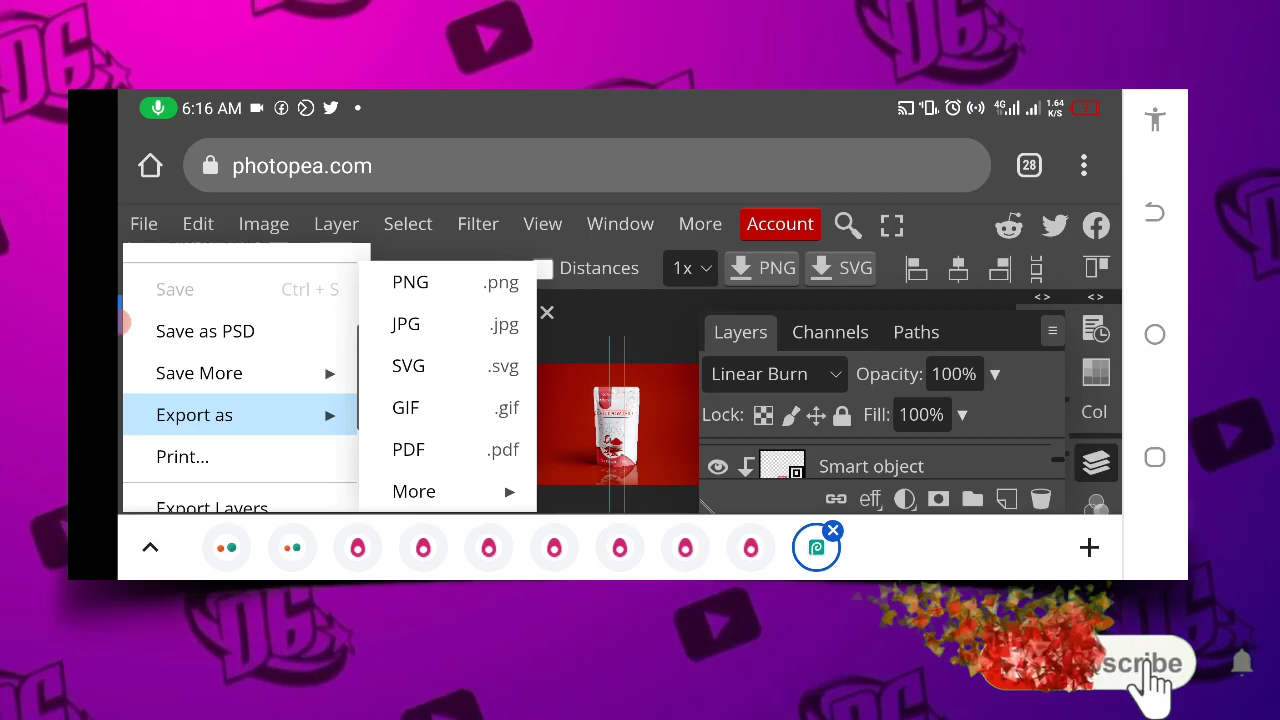 6:16 AM
4G
1.64
K/S
photopea.com
28
File Edit Image Layer Select Filter View Window More Account
Distances 1x PNG SVG
Save Ctrl + S
Save as PSD
Save More
Export as
Print...
Export Layers
PNG .png
JPG .jpg
SVG .svg
GIF .gif
PDF .pdf
More
< > < >
Layers Channels Paths
Linear Burn Opacity: 100%
Lock: Fill: 100%
Smart object
eff
Col
scribe